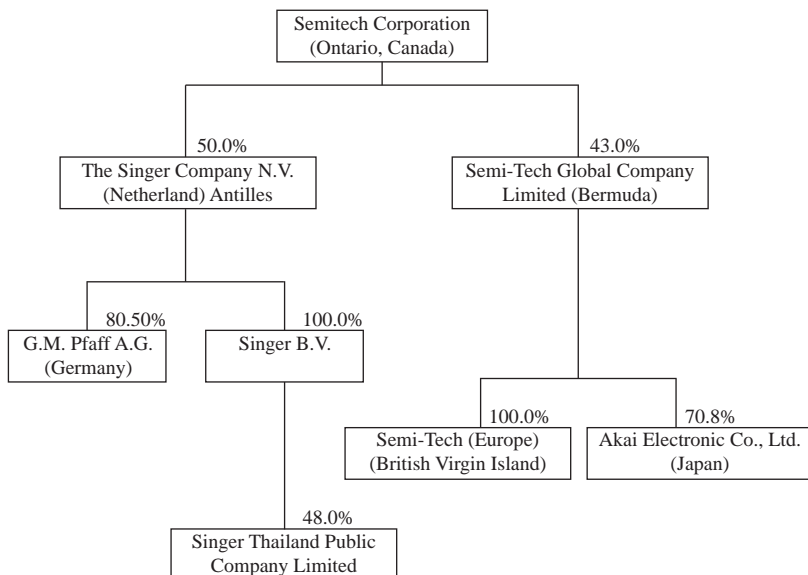 Semitech Corporation
(Ontario, Canada)
50.0%
43.0%
The Singer Company N.V.
(Netherland) Antilles
Semi-Tech Global Company
Limited (Bermuda)
80.50%
100.0%
G.M. Pfaff A.G.
(Germany)
Singer B.V.
100.0%
70.8%
Semi-Tech (Europe)
(British Virgin Island)
Akai Electronic Co., Ltd.
(Japan)
48.0%
Singer Thailand Public
Company Limited